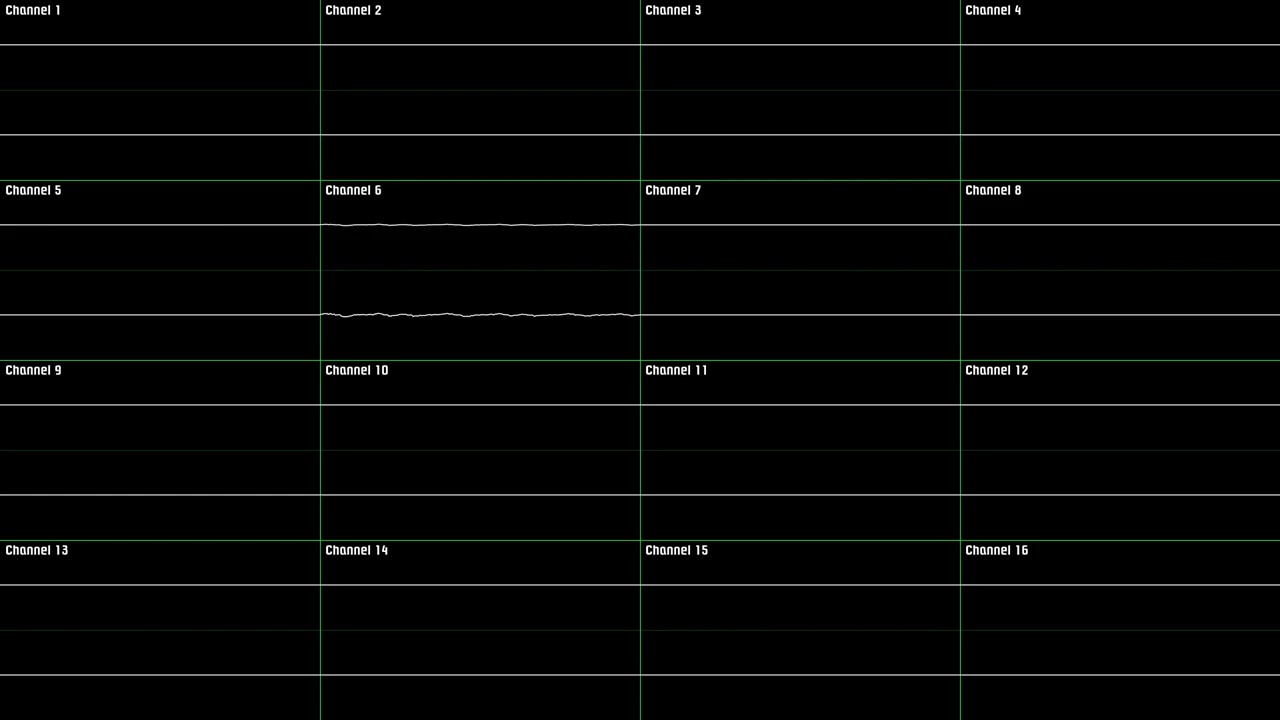 Channel 1
Channel 2
Channel 3
Channel 4
Channel 5
Channel 6
Channel 7
Channel 8
Channel 9
Channel 10
Channel 11
Channel 12
Channel 13
Channel 14
Channel 15
Channel 16